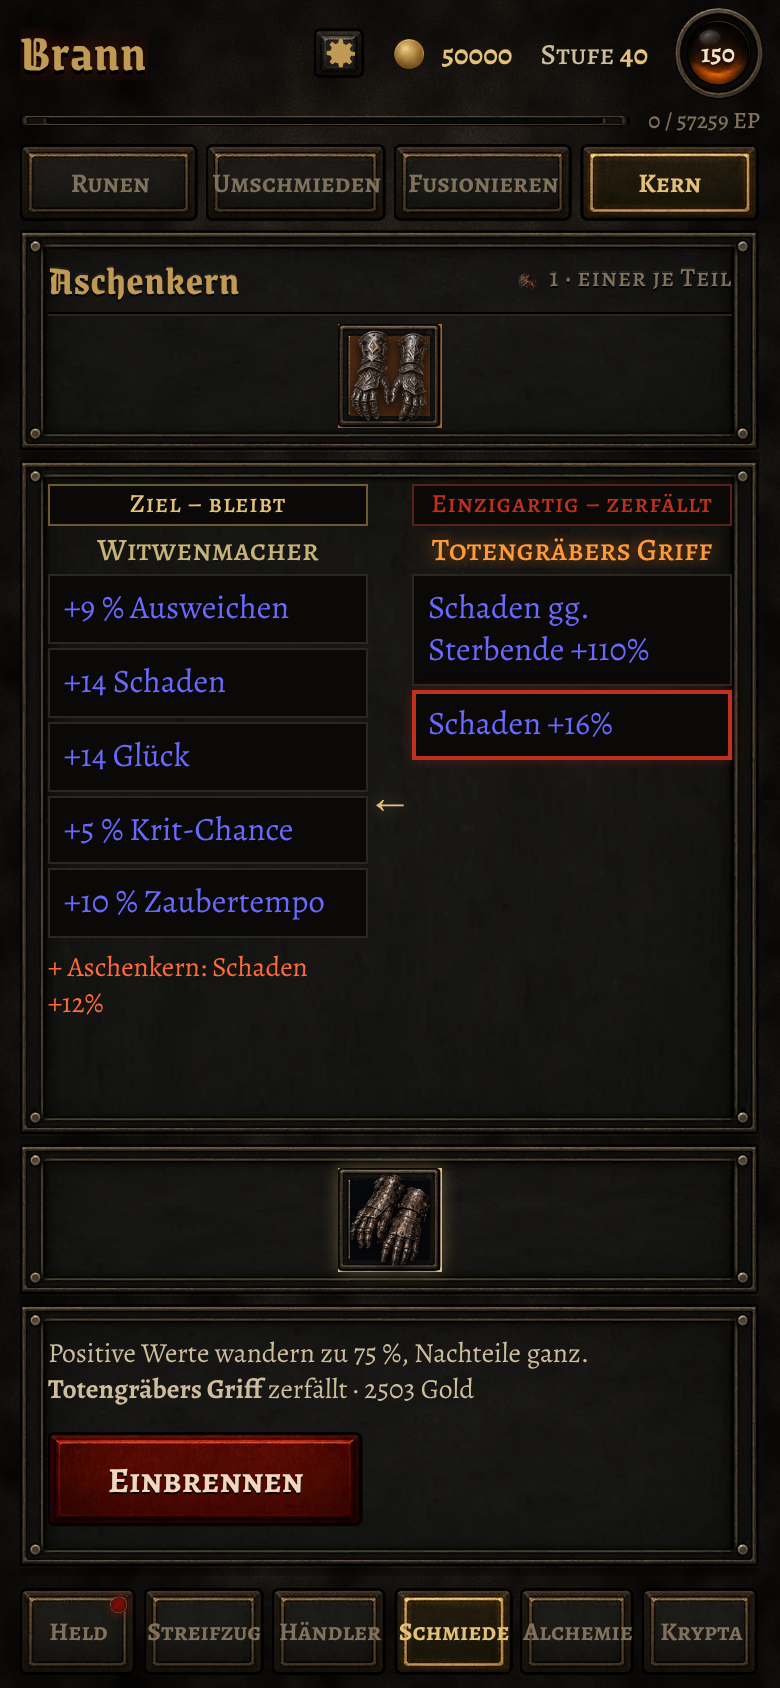 Brann
50000
Stufe 40
150
0 / 57259 EP
Runen
Umschmieden
Fusionieren
Kern
Aschenkern
1 · einer je Teil
Ziel – bleibt
Einzigartig – zerfällt
Witwenmacher
Totengräbers Griff
+9 % Ausweichen
+14 Schaden
+14 Glück
+5 % Krit-Chance
+10 % Zaubertempo
+ Aschenkern: Schaden
+12%
←
Schaden gg.
Sterbende +110%
Schaden +16%
Positive Werte wandern zu 75 %, Nachteile ganz.
Totengräbers Griff zerfällt · 2503 Gold
Einbrennen
Held
Streifzug
Händler
Schmiede
Alchemie
Krypta